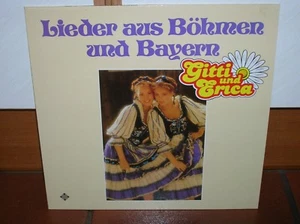 Lieder aus Böhmen
und Bayern
Gitti
und
Erica